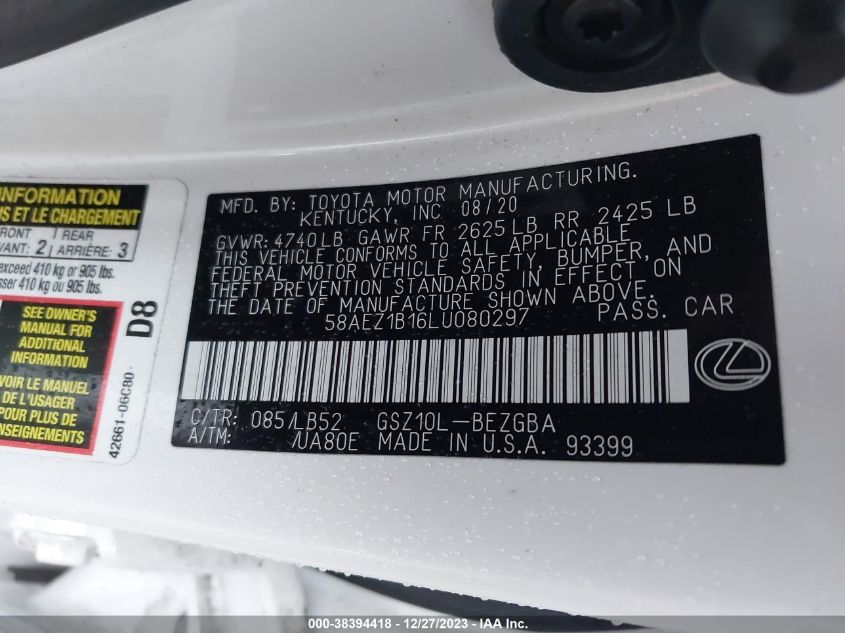 INFORMATION
US ET LE CHARGEMENT
FRONT REAR
VANT: 2 ARRIÈRE: 3
exceed 410 kg or 905 lbs.
sser 410 kg ou 905 lbs.
SEE OWNER'S
MANUAL FOR
ADDITIONAL
INFORMATION
VOIR LE MANUEL
DE L'USAGER
POUR PLUS DE
NSEIGNEMENTS
D8
42661-06C80
MFD. BY: TOYOTA MOTOR MANUFACTURING.
KENTUCKY, INC 08/20
GVWR: 4740LB GAWR FR 2625 LB RR 2425 LB
THIS VEHICLE CONFORMS TO ALL APPLICABLE
FEDERAL MOTOR VEHICLE SAFETY, BUMPER, AND
THEFT PREVENTION STANDARDS IN EFFECT ON
THE DATE OF MANUFACTURE SHOWN ABOVE.
58AEZ1B16LU080297 PASS. CAR
C/TR: 085/LB52 GSZ10L-BEZGBA
A/TM: /UA80E MADE IN U.S.A. 93399
000-38394418 - 12/27/2023 - IAA Inc.